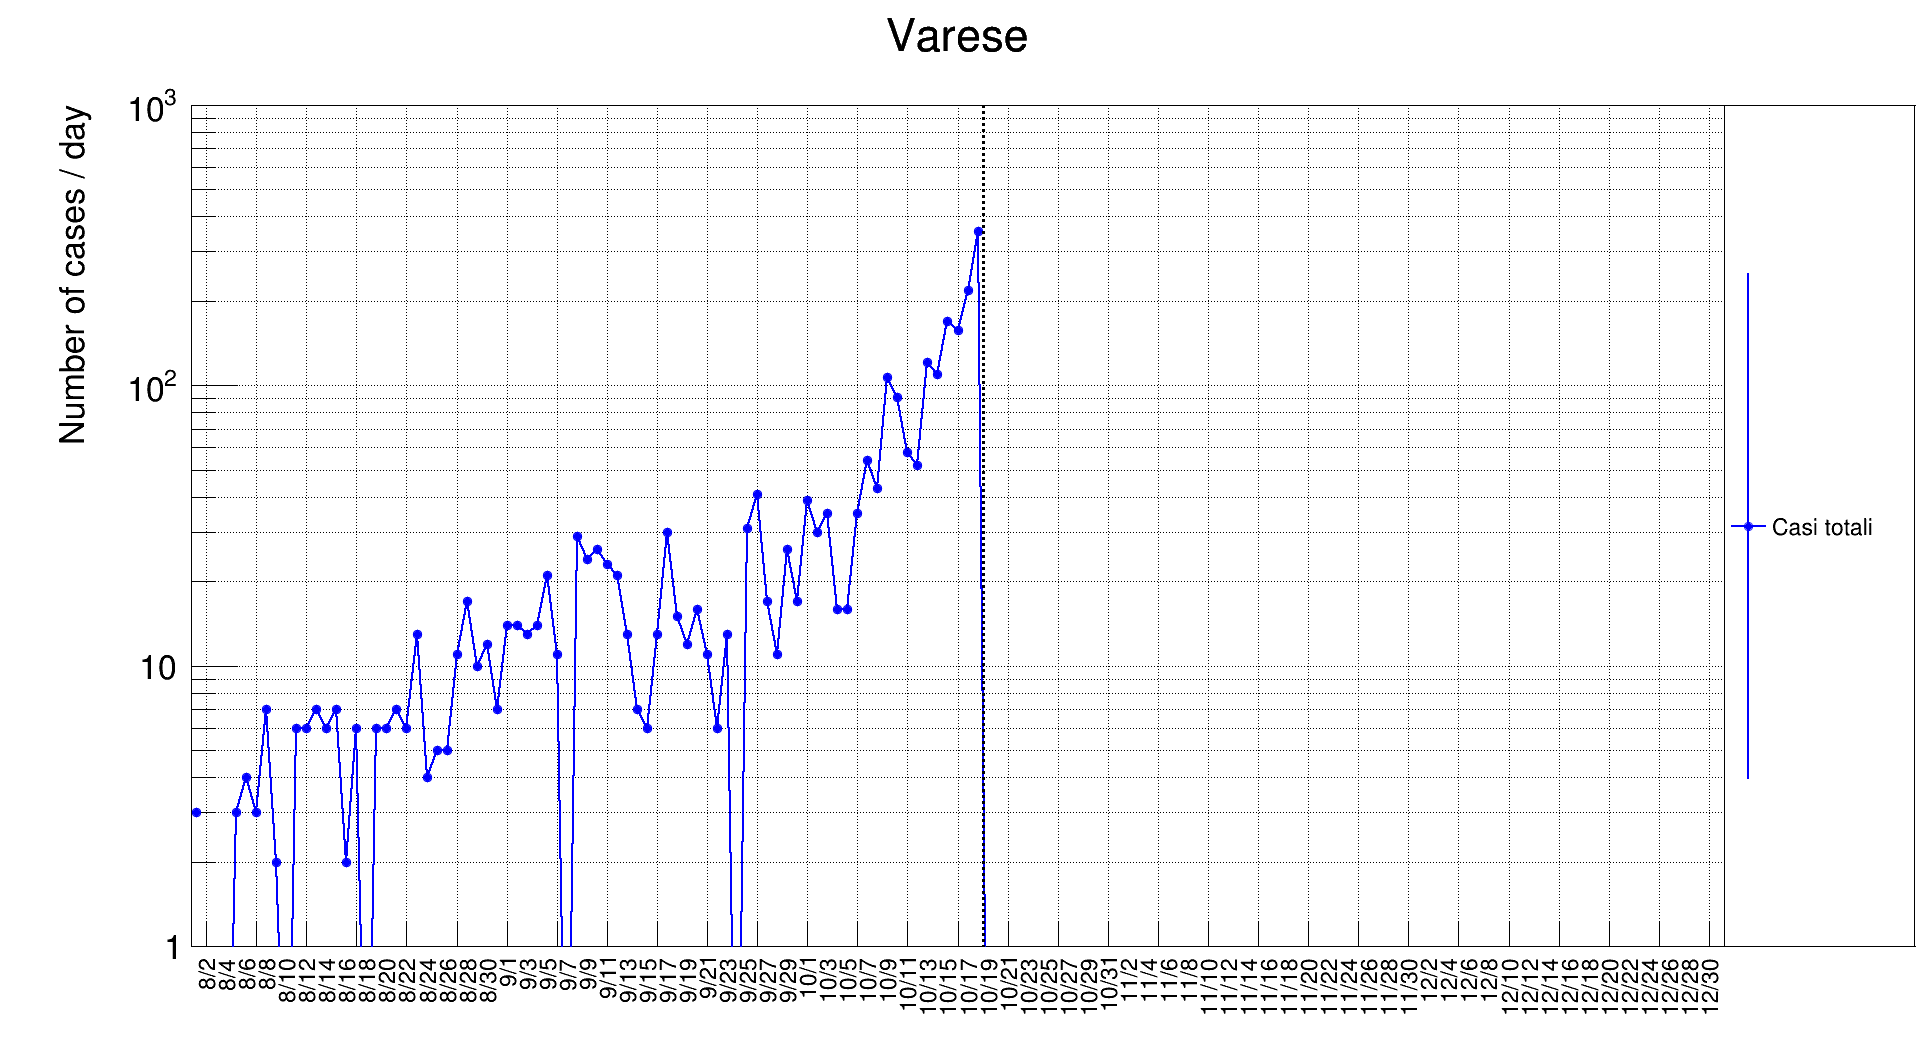 Varese
Number of cases / day
10³
10²
10
1
8/2 8/4 8/6 8/8 8/10 8/12 8/14 8/16 8/18 8/20 8/22 8/24 8/26 8/28 8/30 9/1 9/3 9/5 9/7 9/9 9/11 9/13 9/15 9/17 9/19 9/21 9/23 9/25 9/27 9/29 10/1 10/3 10/5 10/7 10/9 10/11 10/13 10/15 10/17 10/19 10/21 10/23 10/25 10/27 10/29 10/31 11/2 11/4 11/6 11/8 11/10 11/12 11/14 11/16 11/18 11/20 11/22 11/24 11/26 11/28 11/30 12/2 12/4 12/6 12/8 12/10 12/12 12/14 12/16 12/18 12/20 12/22 12/24 12/26 12/28 12/30
Casi totali